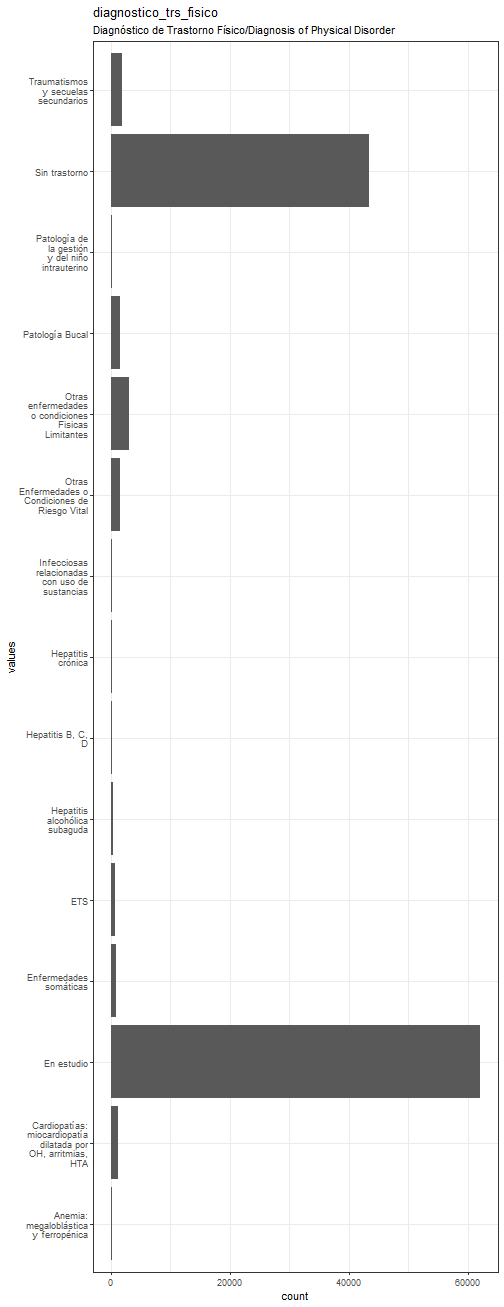 diagnostico_trs_fisico
Diagnóstico de Trastorno Físico/Diagnosis of Physical Disorder
Traumatismos
y secuelas
secundarios
Sin trastorno
Patología de
la gestión
y del niño
intrauterino
Patología Bucal
Otras
enfermedades
o condiciones
Físicas
Limitantes
Otras
Enfermedades o
Condiciones de
Riesgo Vital
Infecciosas
relacionadas
con uso de
sustancias
Hepatitis
crónica
Hepatitis B, C,
D
Hepatitis
alcohólica
subaguda
ETS
Enfermedades
somáticas
En estudio
Cardiopatías:
miocardiopatía
dilatada por
OH, arritmias,
HTA
Anemia:
megaloblástica
y ferropénica
values
0 20000 40000 60000
count